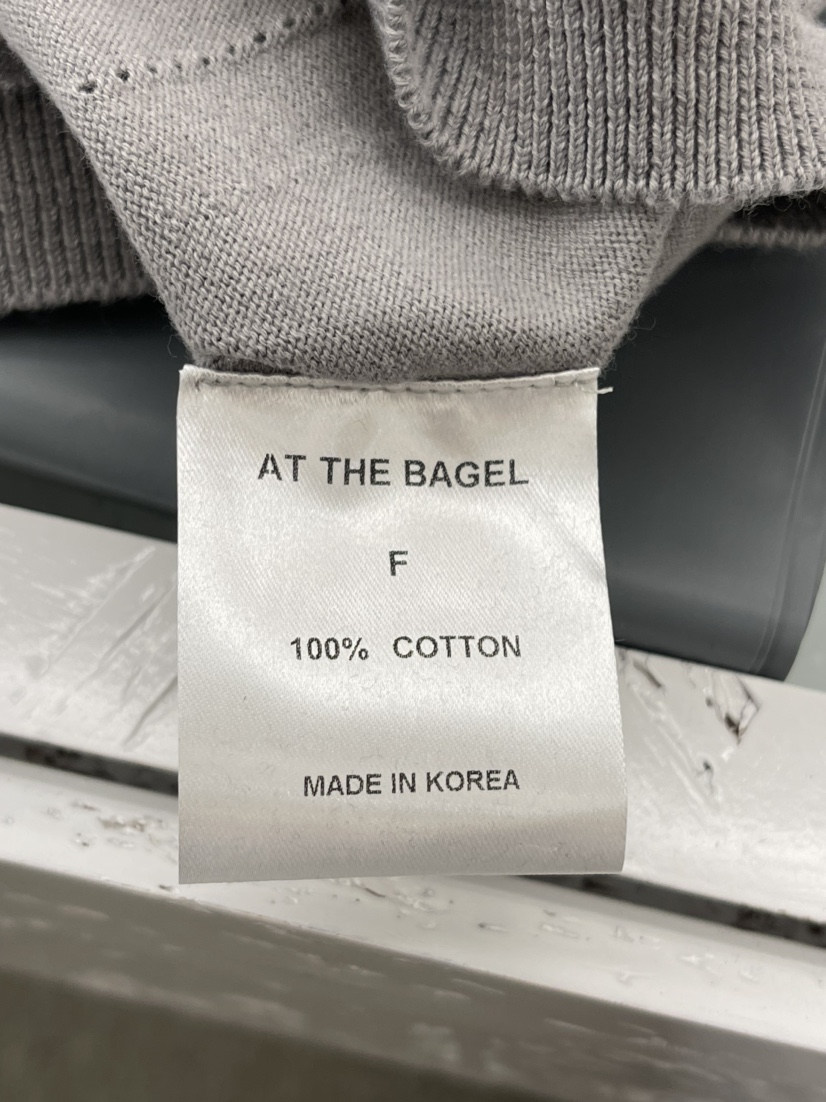 AT THE BAGEL
F
100% COTTON
MADE IN KOREA